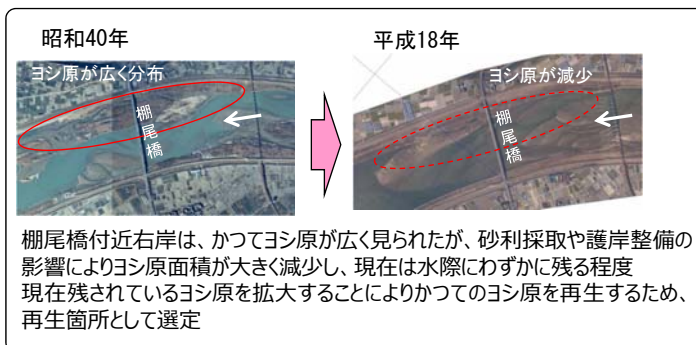 昭和40年
平成18年
ヨシ原が広く分布
棚尾橋
ヨシ原が減少
棚尾橋
棚尾橋付近右岸は、かつてヨシ原が広く見られたが、砂利採取や護岸整備の
影響によりヨシ原面積が大きく減少し、現在は水際にわずかに残る程度
現在残されているヨシ原を拡大することによりかつてのヨシ原を再生するため、
再生箇所として選定